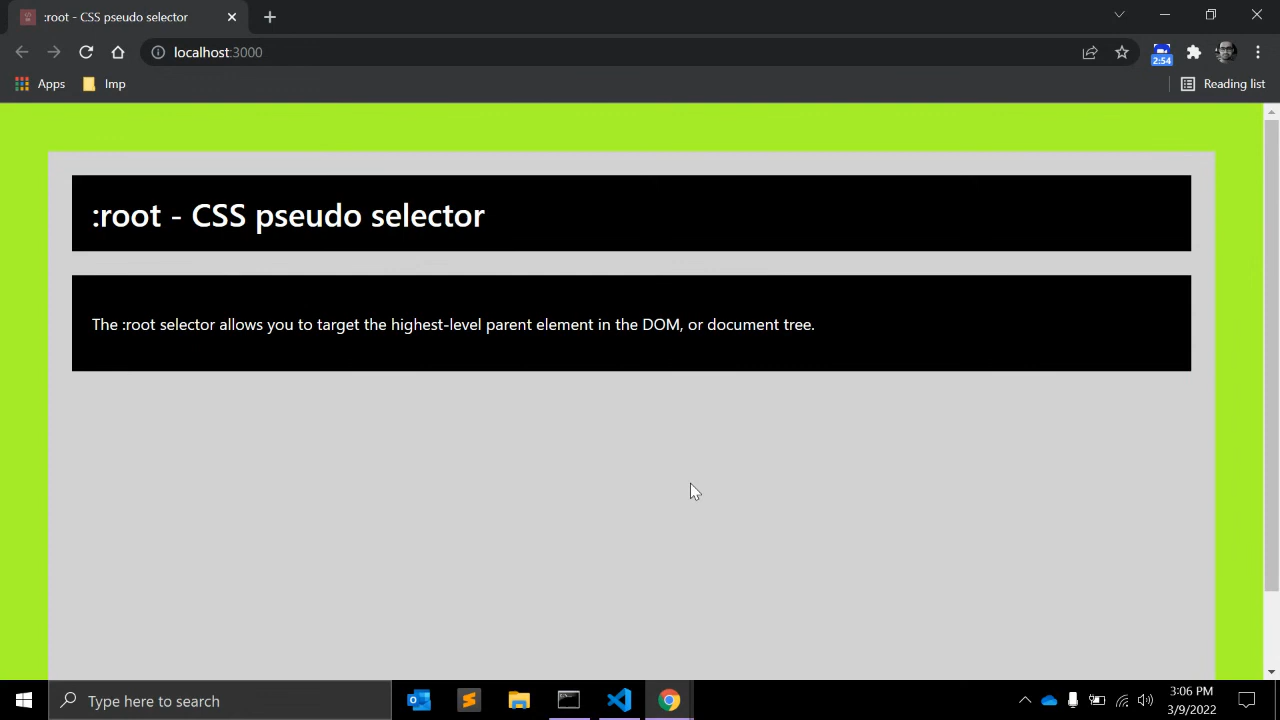 :root - CSS pseudo selector
localhost:3000
2:54
Apps
Imp
Reading list
:root - CSS pseudo selector
The :root selector allows you to target the highest-level parent element in the DOM, or document tree.
Type here to search
3:06 PM
3/9/2022